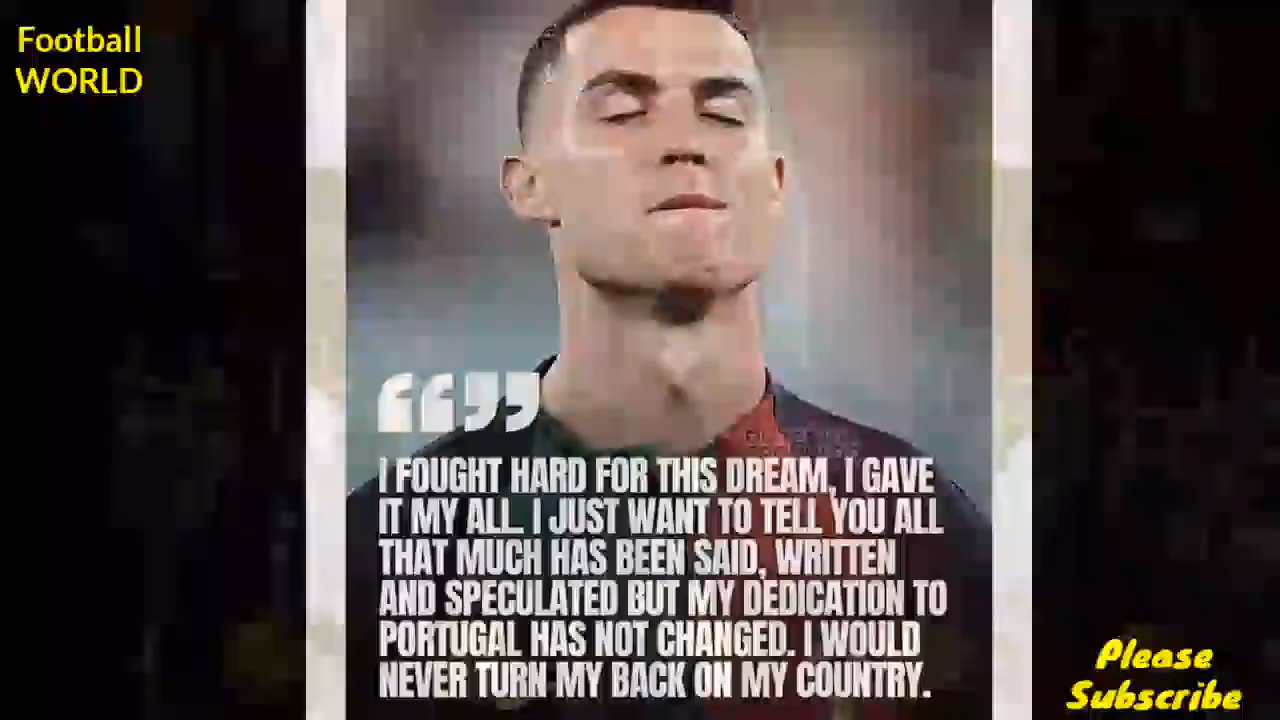 Football
WORLD
I FOUGHT HARD FOR THIS DREAM, I GAVE
IT MY ALL. I JUST WANT TO TELL YOU ALL
THAT MUCH HAS BEEN SAID, WRITTEN
AND SPECULATED BUT MY DEDICATION TO
PORTUGAL HAS NOT CHANGED. I WOULD
NEVER TURN MY BACK ON MY COUNTRY.
Please
Subscribe